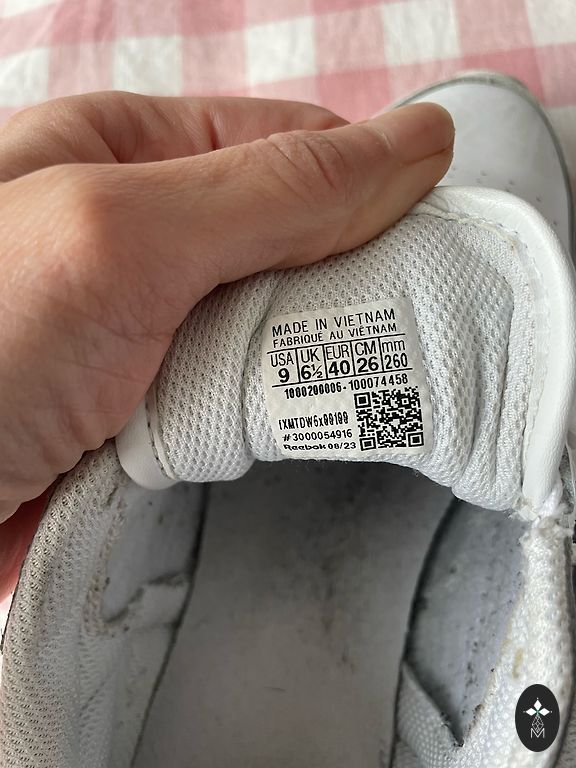 MADE IN VIETNAM
FABRIQUÉ AU VIETNAM
USA UK EUR CM mm
9 6½ 40 26 260
1000200006-100074458
#3000054916
Reebok 08/23